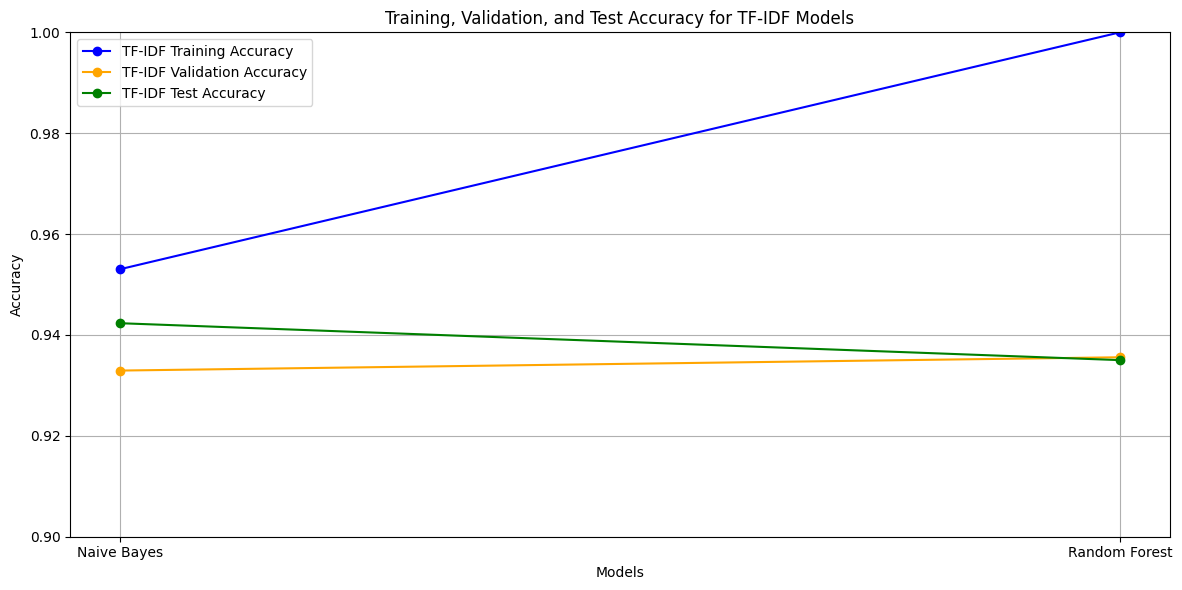 Training, Validation, and Test Accuracy for TF-IDF Models
TF-IDF Training Accuracy
TF-IDF Validation Accuracy
TF-IDF Test Accuracy
1.00
0.98
0.96
0.94
0.92
0.90
Accuracy
Naive Bayes
Random Forest
Models